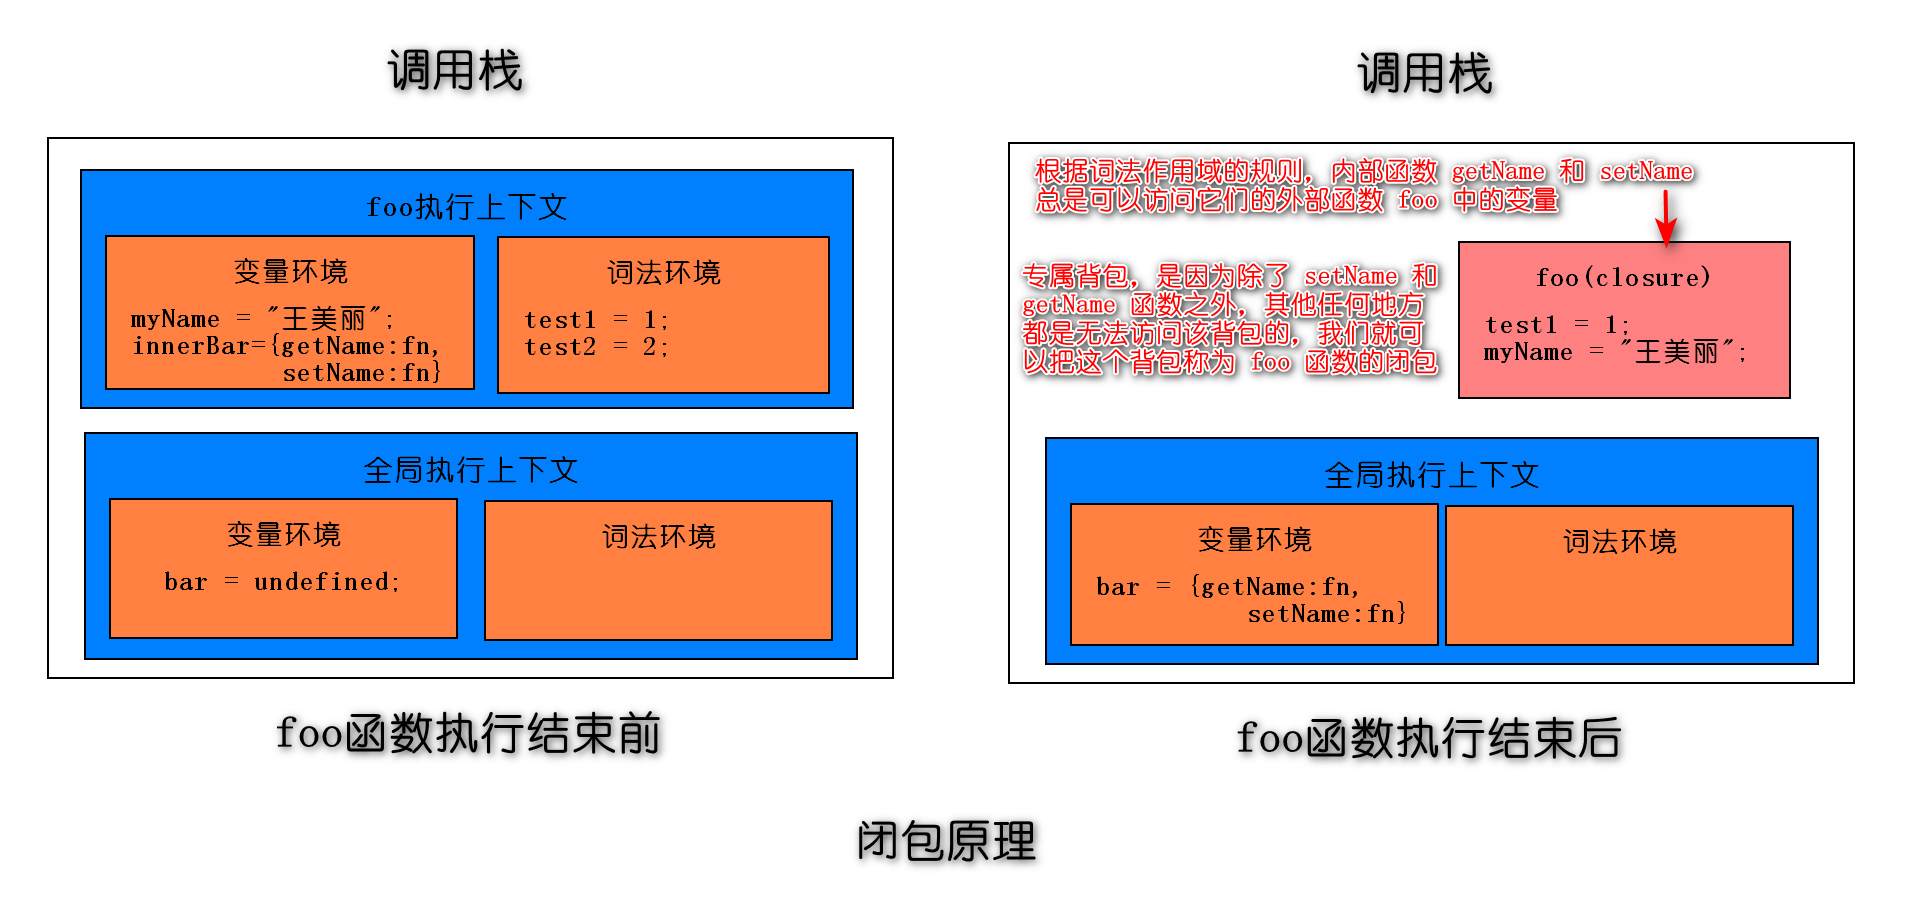 调用栈
foo执行上下文
变量环境
myName = "王美丽";
innerBar={getName:fn,
setName:fn}
词法环境
test1 = 1;
test2 = 2;
全局执行上下文
变量环境
bar = undefined;
词法环境
foo函数执行结束前
调用栈
根据词法作用域的规则，内部函数 getName 和 setName
总是可以访问它们的外部函数 foo 中的变量
专属背包，是因为除了 setName 和
getName 函数之外，其他任何地方
都是无法访问该背包的，我们就可
以把这个背包称为 foo 函数的闭包
foo(closure)
test1 = 1;
myName = "王美丽";
全局执行上下文
变量环境
bar = {getName:fn,
setName:fn}
词法环境
foo函数执行结束后
闭包原理